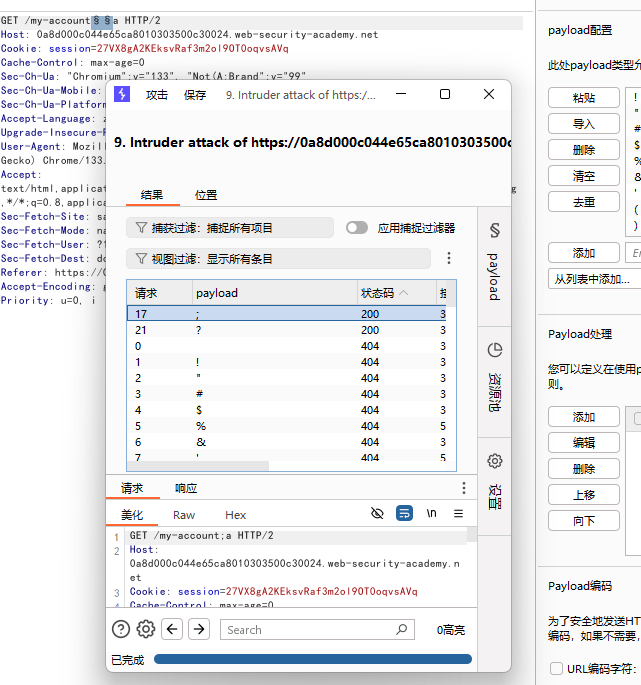 GET /my-account§§a HTTP/2
Host: 0a8d000c044e65ca8010303500c30024.web-security-academy.net
Cookie: session=27VX8gA2KEksvRaf3m2ol90T0oqvsAVq
Cache-Control: max-age=0
Sec-Ch-Ua: "Chromium";v="133", "Not(A:Brand";v="99"
Sec-Ch-Ua-Mobile:
Sec-Ch-Ua-Platform
Accept-Language: z
Upgrade-Insecure-R
User-Agent: Mozill
Gecko) Chrome/133.
Accept:
text/html,applicat
,*/*;q=0.8,applica
Sec-Fetch-Site: sa
Sec-Fetch-Mode: na
Sec-Fetch-User: ?1
Sec-Fetch-Dest: do
Referer: https://0
Accept-Encoding: g
Priority: u=0, i
攻击 保存 9. Intruder attack of https:/...
9. Intruder attack of https://0a8d000c044e65ca8010303500c
结果 位置
捕获过滤：捕捉所有项目 应用捕捉过滤器
视图过滤：显示所有条目
请求 payload 状态码
17 ; 200 3
21 ? 200 3
0 404 3
1 ! 404 3
2 " 404 3
3 # 404 3
4 $ 404 3
5 % 404 5
6 & 404 3
7 ' 404 5
§ payload
资源池
设置
请求 响应
美化 Raw Hex \n
1 GET /my-account;a HTTP/2
2 Host:
0a8d000c044e65ca8010303500c30024.web-security-academy.n
et
3 Cookie: session=27VX8gA2KEksvRaf3m2ol90T0oqvsAVq
4 Cache-Control: max-age=0
Search 0高亮
已完成
payload配置
此处payload类型允
粘贴 !
导入 "
删除 #
$
清空 %
&
去重 '
(
)
添加
从列表中添加...
Payload处理
您可以定义在使用p
则。
添加
编辑
删除
上移
向下
Payload编码
为了安全地发送HT
编码，如果不需要，
URL编码字符：